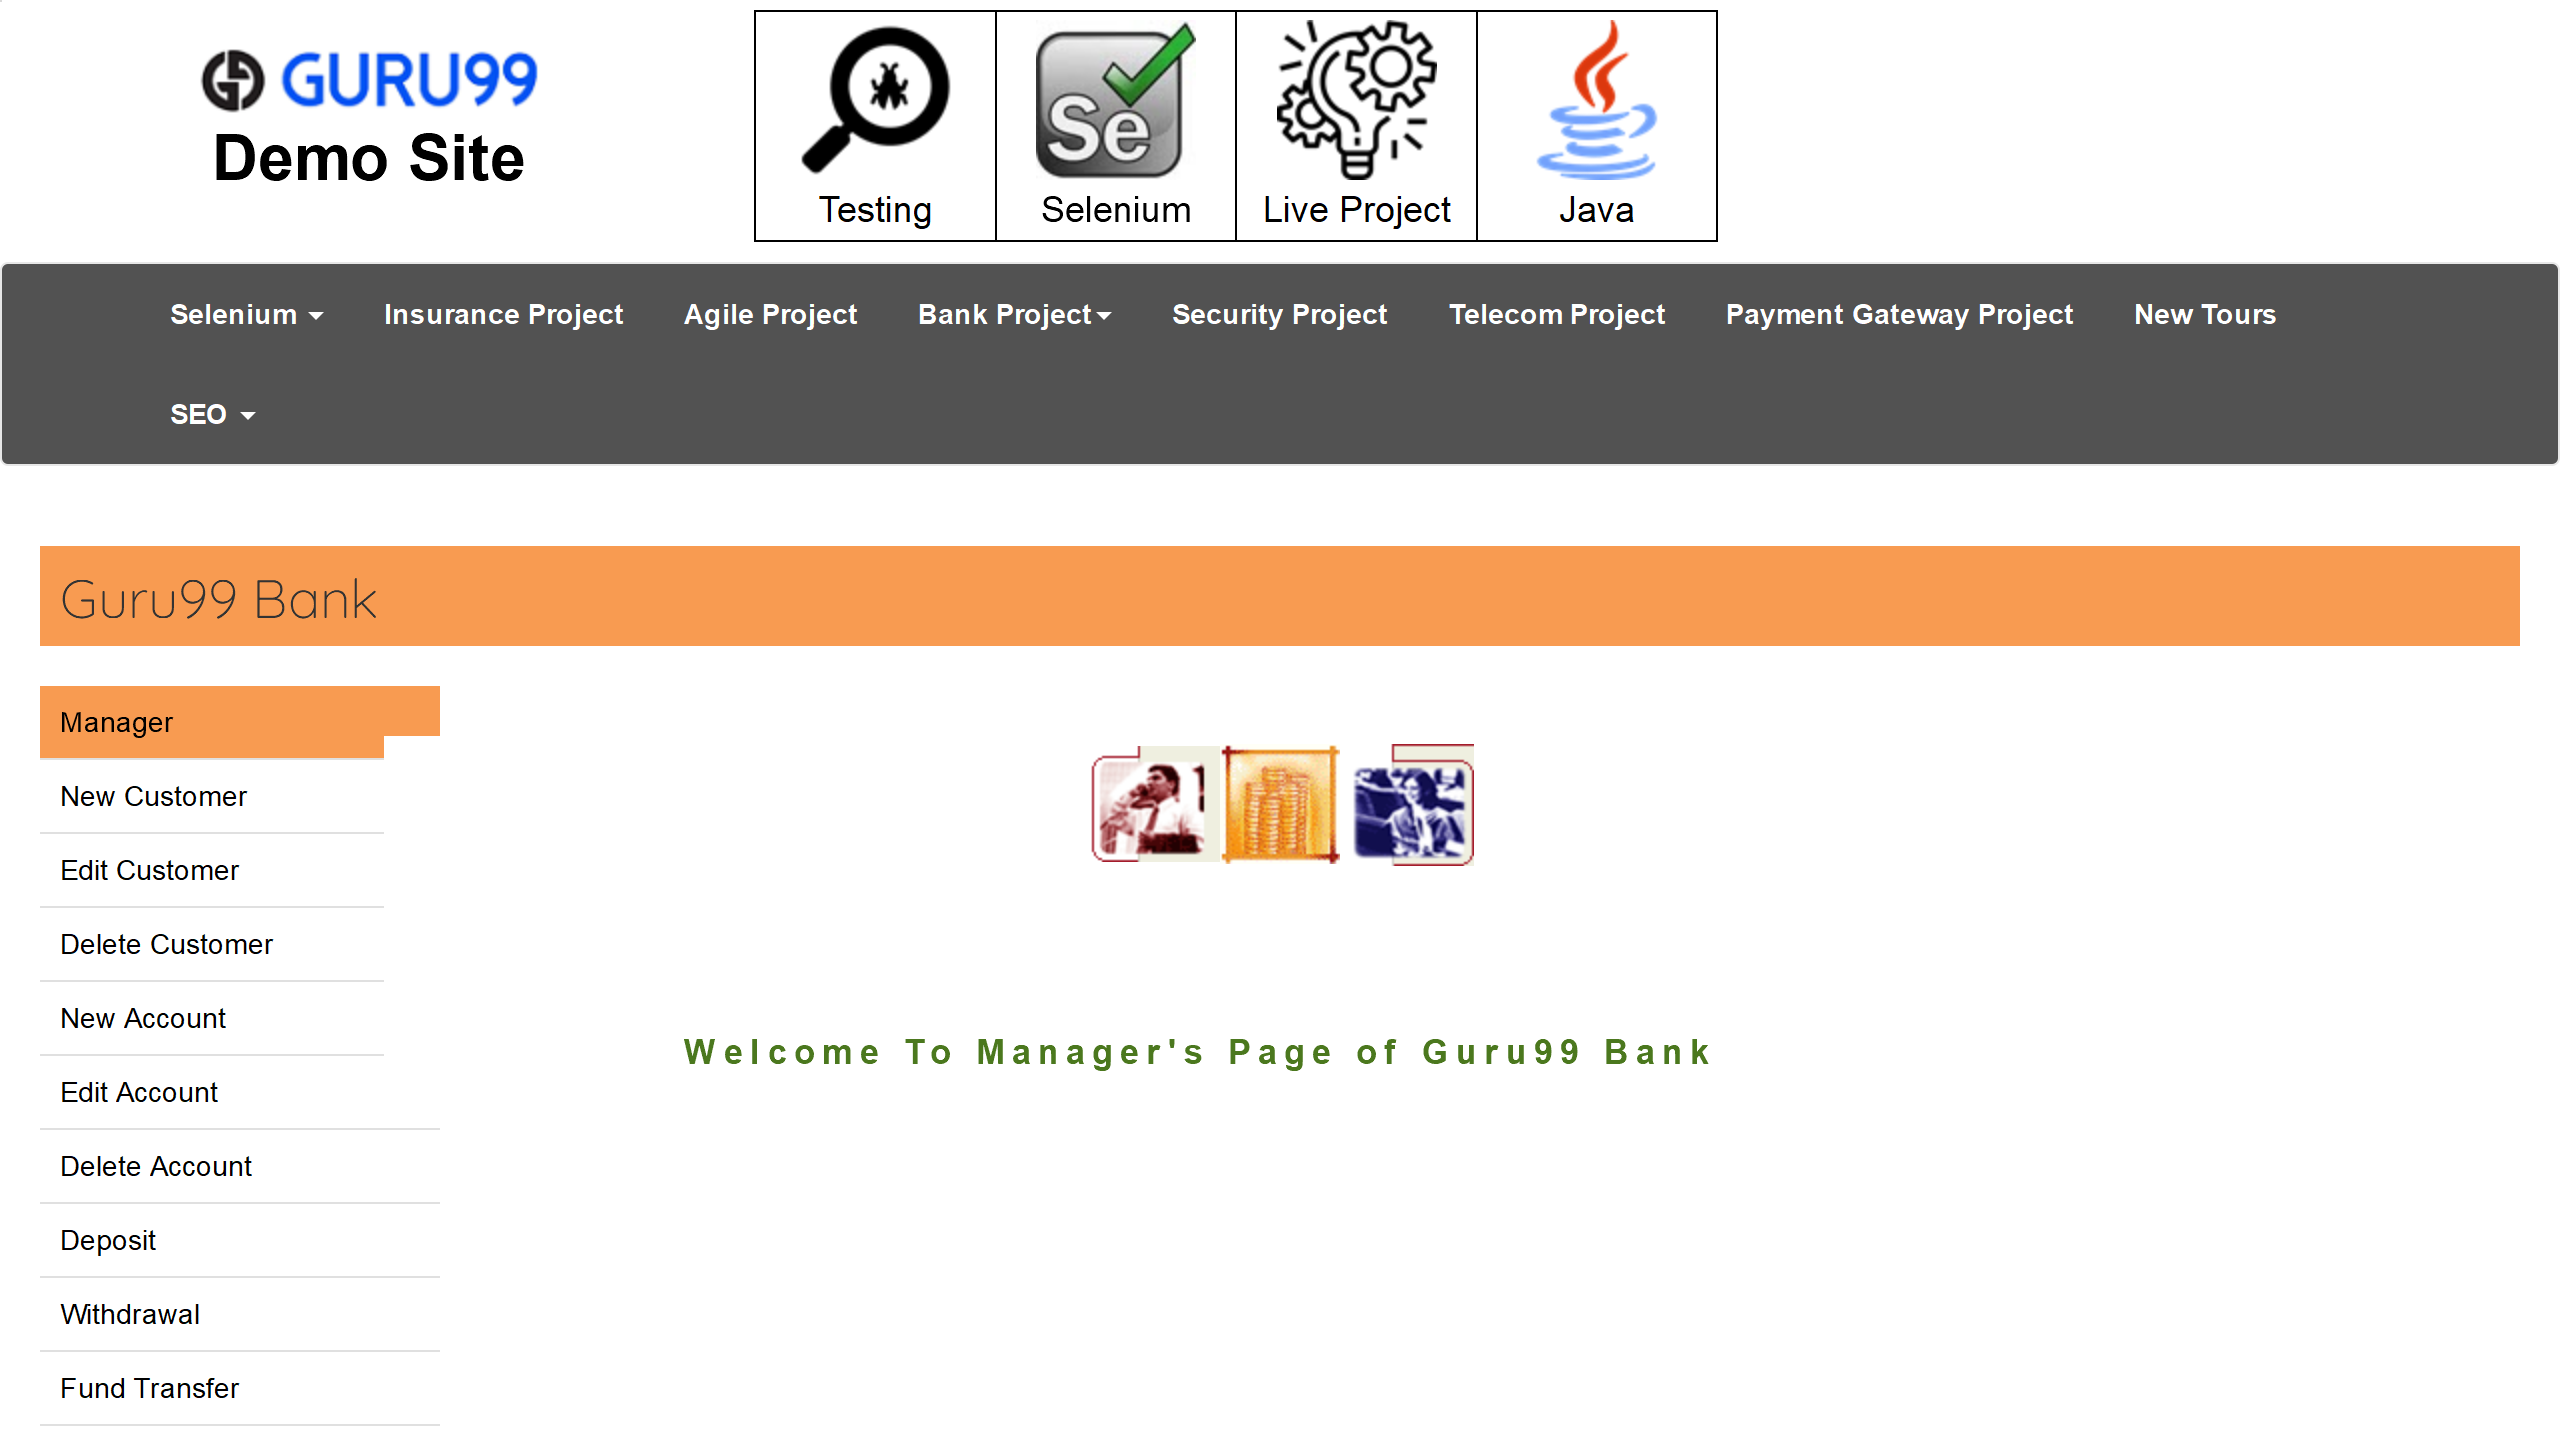 GURU99
Demo Site
Testing
Selenium
Se
Live Project
Java
Selenium
Insurance Project
Agile Project
Bank Project
Security Project
Telecom Project
Payment Gateway Project
New Tours
SEO
Guru99 Bank
Manager
New Customer
Edit Customer
Delete Customer
New Account
Edit Account
Delete Account
Deposit
Withdrawal
Fund Transfer
Welcome To Manager's Page of Guru99 Bank